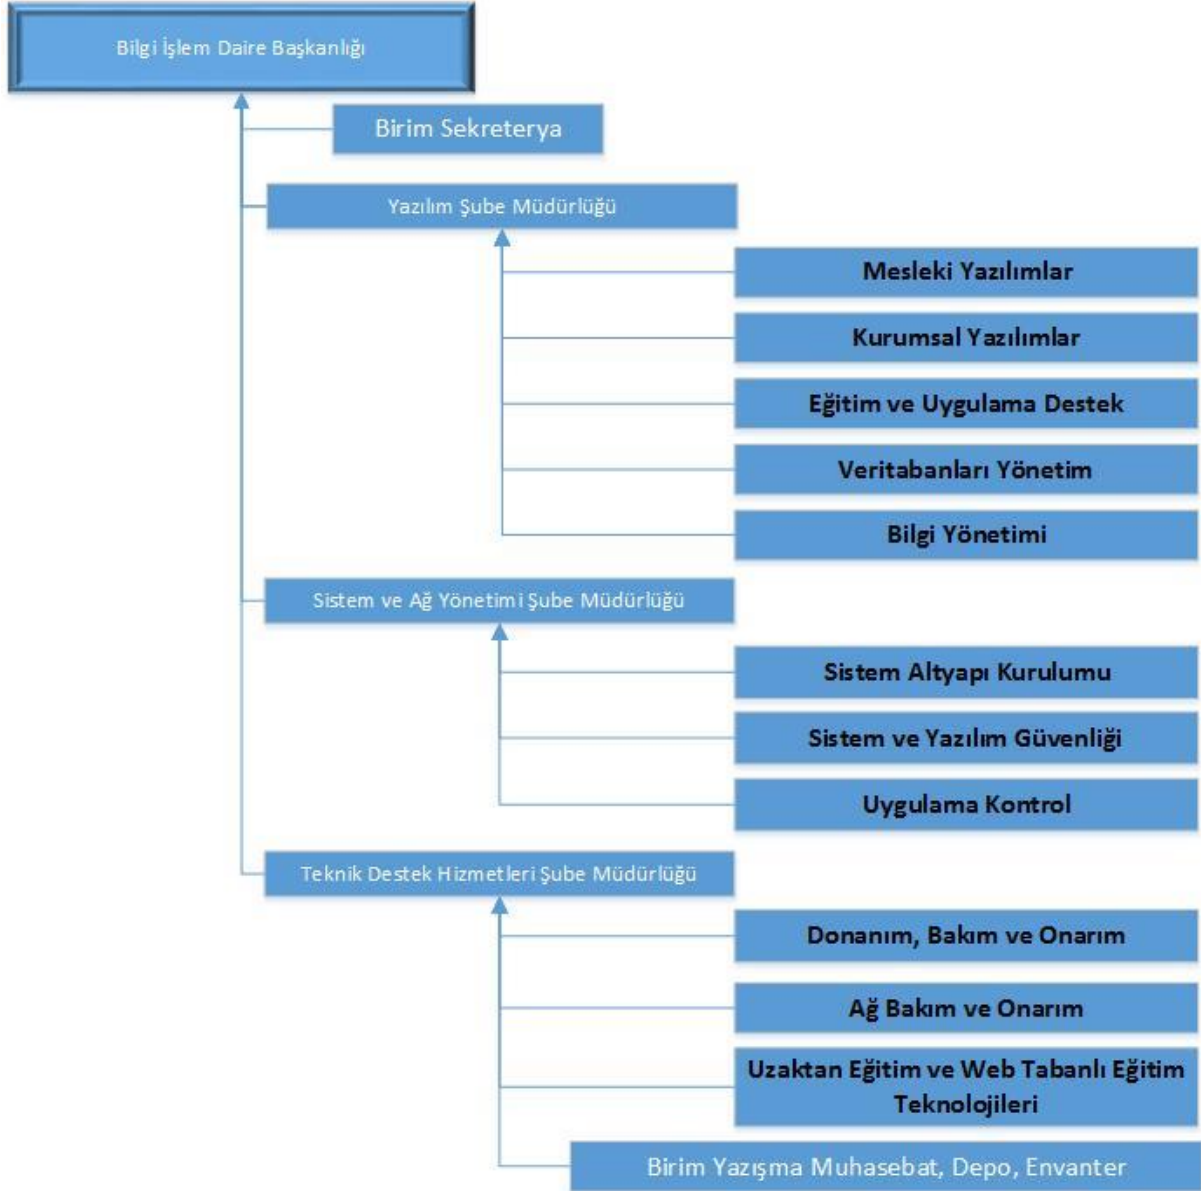 Bilgi İşlem Daire Başkanlığı
Birim Sekreterya
Yazılım Şube Müdürlüğü
Mesleki Yazılımlar
Kurumsal Yazılımlar
Eğitim ve Uygulama Destek
Veritabanları Yönetim
Bilgi Yönetimi
Sistem ve Ağ Yönetimi Şube Müdürlüğü
Sistem Altyapı Kurulumu
Sistem ve Yazılım Güvenliği
Uygulama Kontrol
Teknik Destek Hizmetleri Şube Müdürlüğü
Donanım, Bakım ve Onarım
Ağ Bakım ve Onarım
Uzaktan Eğitim ve Web Tabanlı Eğitim
Teknolojileri
Birim Yazışma Muhasebat, Depo, Envanter